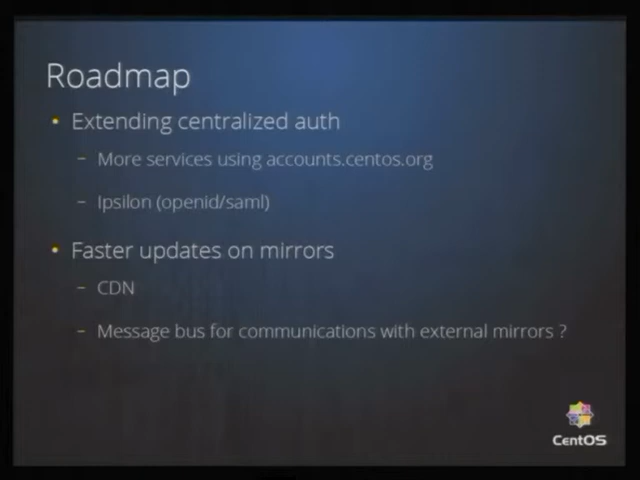 Roadmap
• Extending centralized auth
– More services using accounts.centos.org
– Ipsilon (openid/saml)
• Faster updates on mirrors
– CDN
– Message bus for communications with external mirrors ?
CentOS